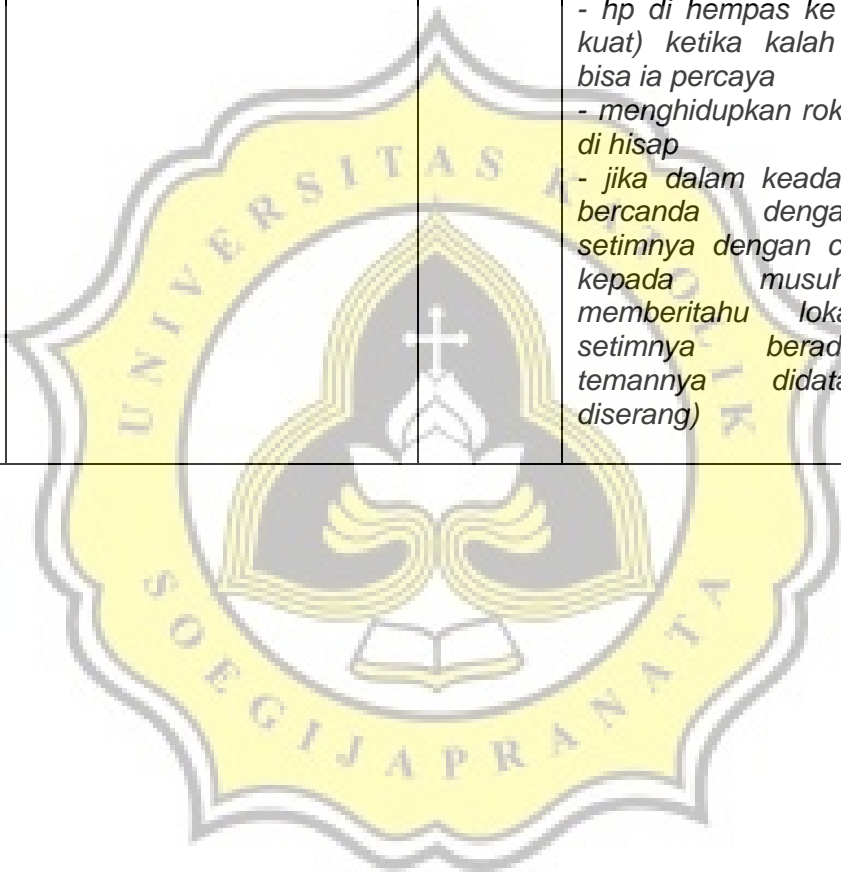 - hp di hempas ke
kuat) ketika kalah
bisa ia percaya
- menghidupkan rok
di hisap
- jika dalam keada
bercanda denga
setimnya dengan c
kepada musuh
memberitahu loka
setimnya berad
temannya didata
diserang)
UNIVERSITAS KATOLIK
SOEGIJAPRANATA